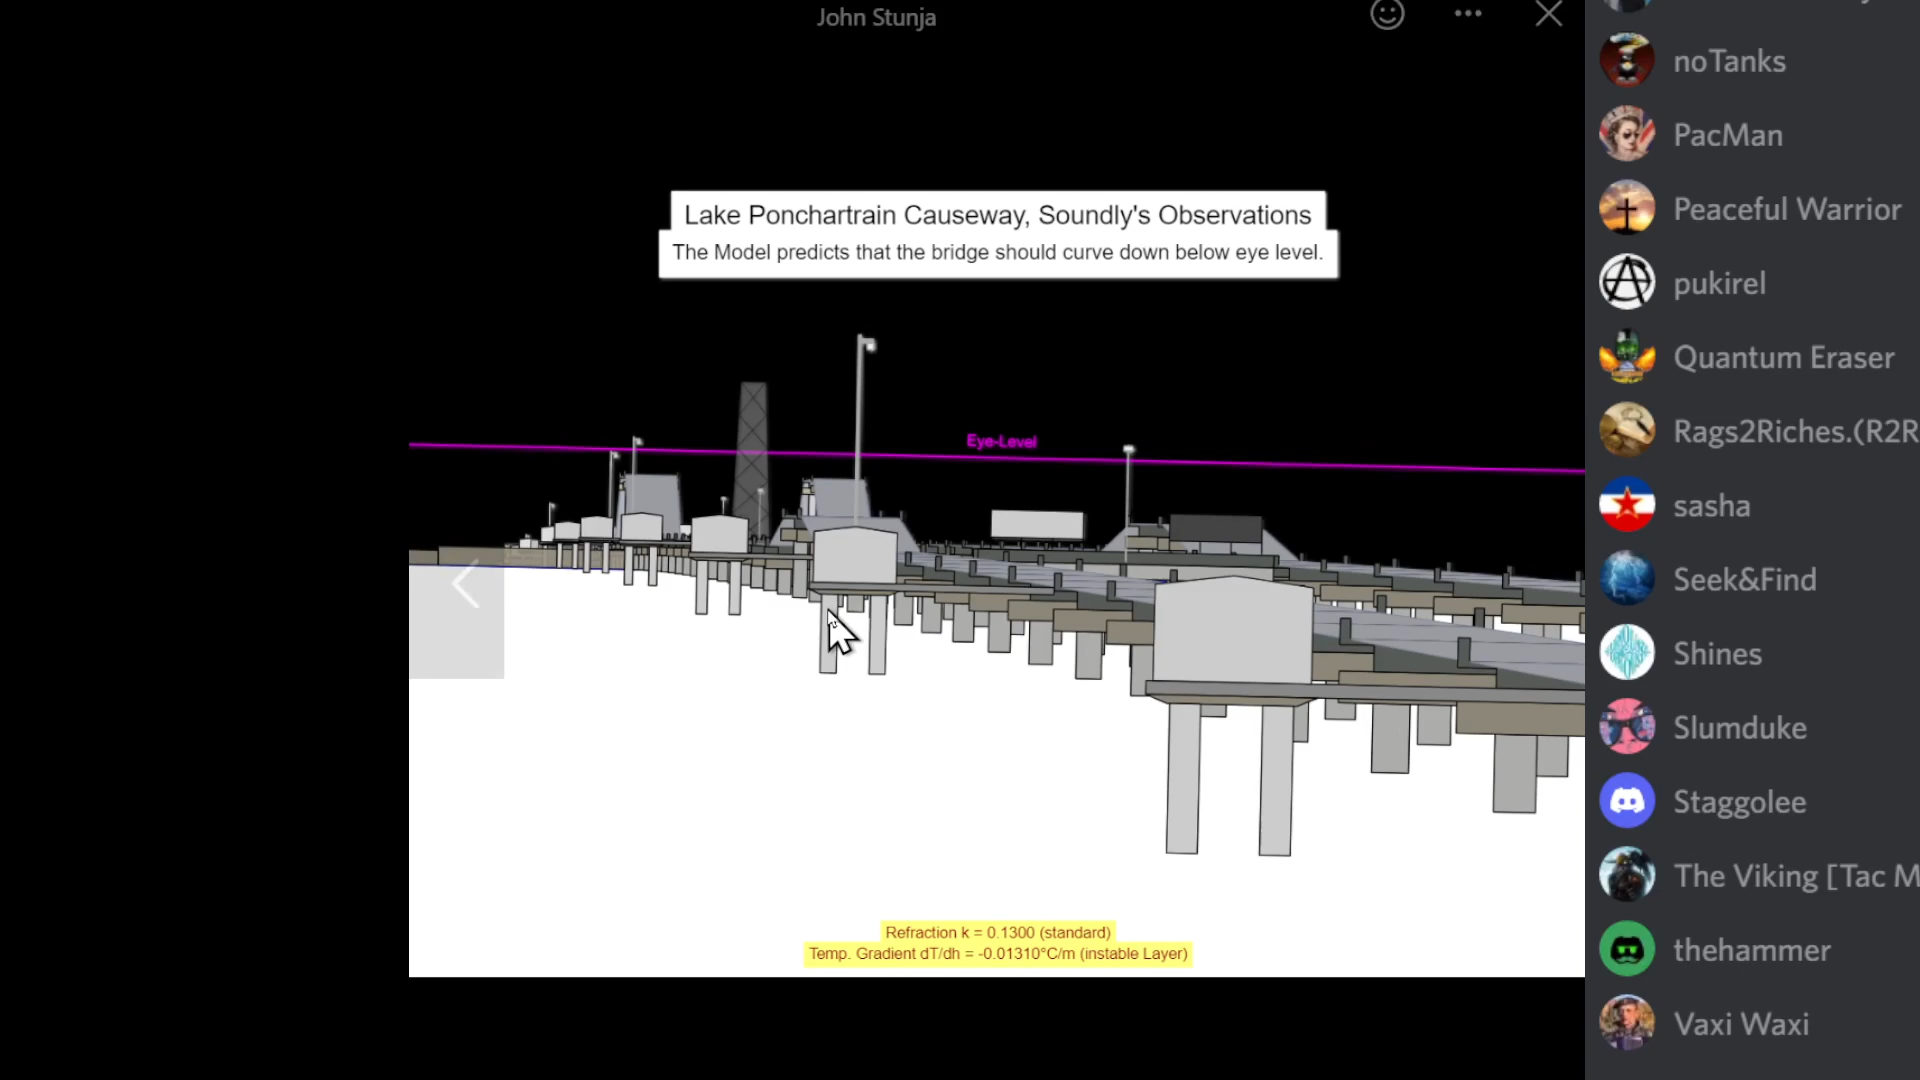 John Stunja
Lake Ponchartrain Causeway, Soundly's Observations
The Model predicts that the bridge should curve down below eye level.
Eye-Level
Refraction k = 0.1300 (standard)
Temp. Gradient dT/dh = -0.01310°C/m (instable Layer)
noTanks
PacMan
Peaceful Warrior
pukirel
Quantum Eraser
Rags2Riches.(R2R
sasha
Seek&Find
Shines
Slumduke
Staggolee
The Viking [Tac M
thehammer
Vaxi Waxi